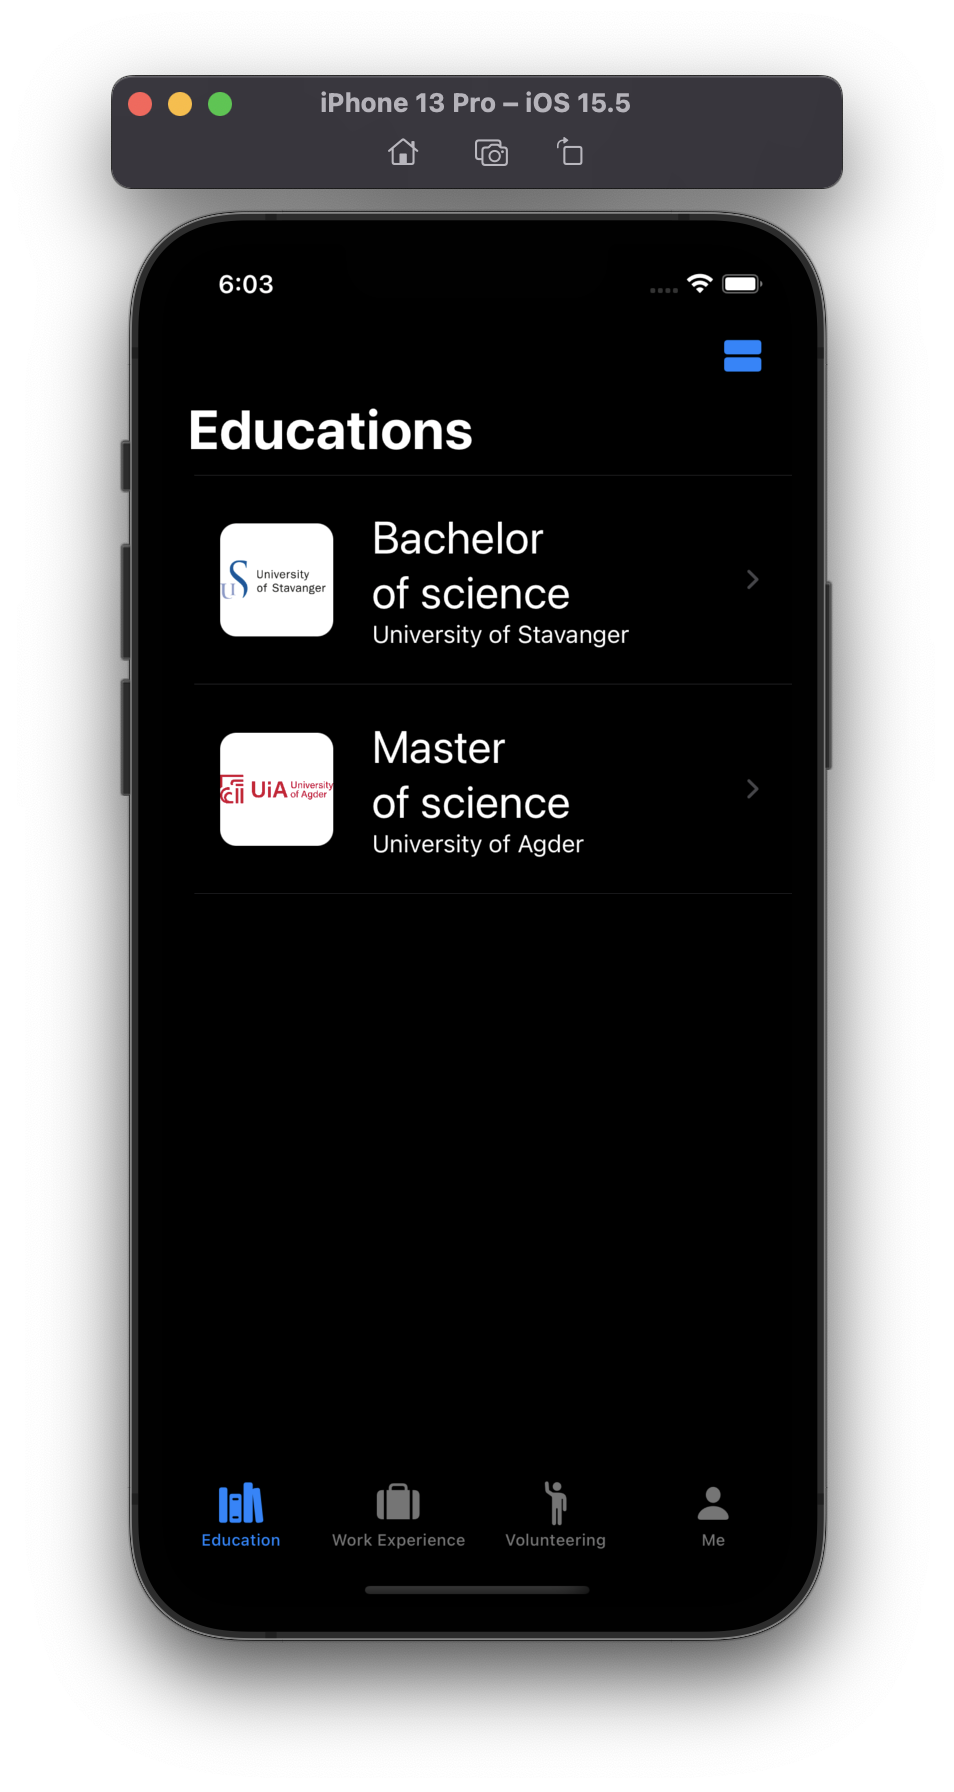 iPhone 13 Pro – iOS 15.5
6:03
Educations
University
of Stavanger
Bachelor
of science
University of Stavanger
UiA University
of Agder
Master
of science
University of Agder
Education
Work Experience
Volunteering
Me